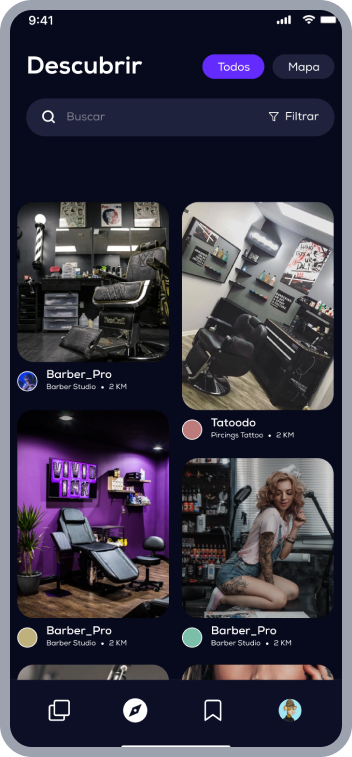 9:41
Descubrir
Todos
Mapa
Buscar
Filtrar
Barber_Pro
Barber Studio • 2 KM
Tatoodo
Pircings Tattoo • 2 KM
Barber_Pro
Barber Studio • 2 KM
Barber_Pro
Barber Studio • 2 KM